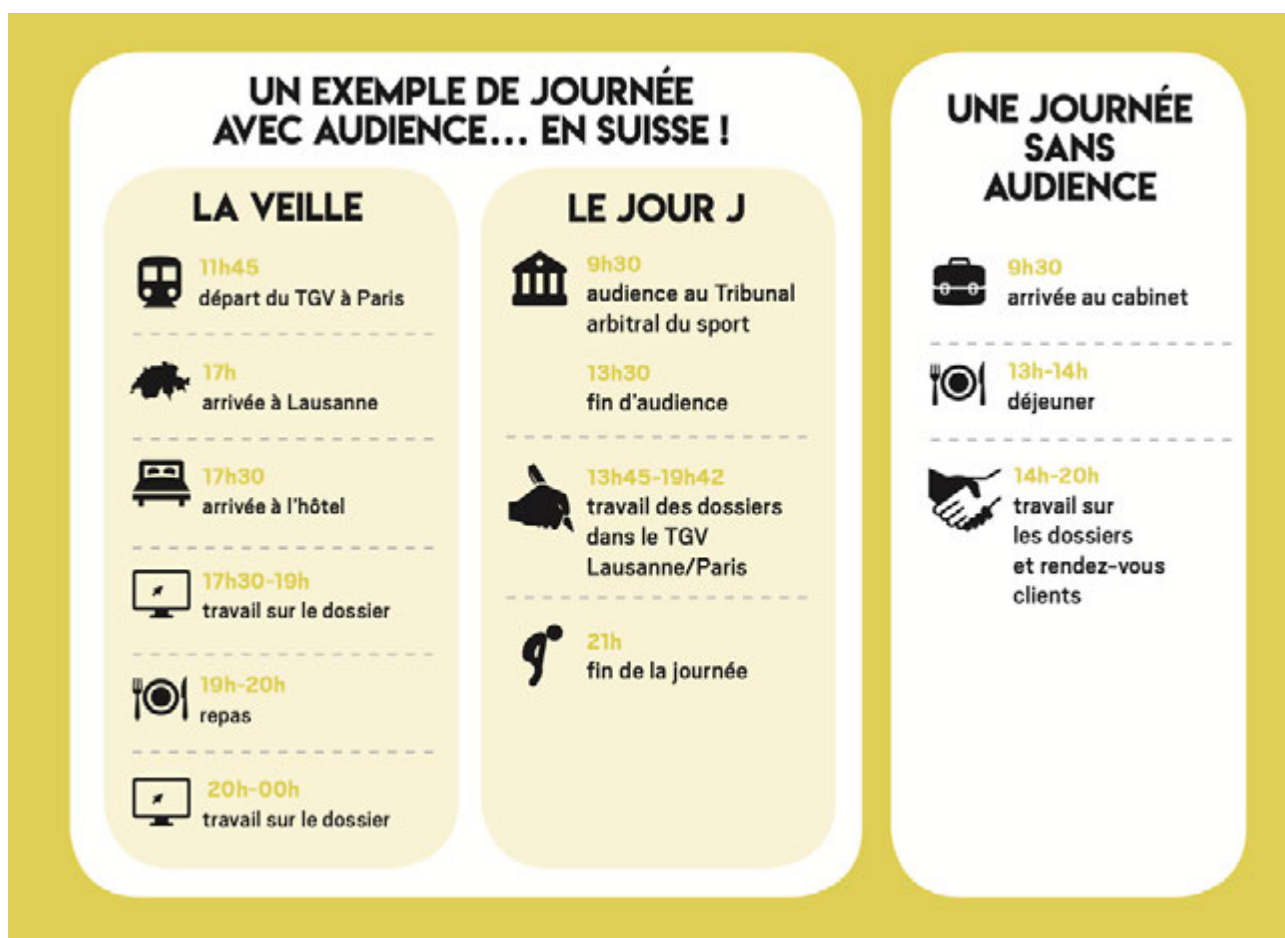 UN EXEMPLE DE JOURNÉE
AVEC AUDIENCE... EN SUISSE !
LA VEILLE
11h45
départ du TGV à Paris
17h
arrivée à Lausanne
17h30
arrivée à l'hôtel
17h30-19h
travail sur le dossier
19h-20h
repas
20h-00h
travail sur le dossier
LE JOUR J
9h30
audience au Tribunal
arbitral du sport
13h30
fin d'audience
13h45-19h42
travail des dossiers
dans le TGV
Lausanne/Paris
21h
fin de la journée
UNE JOURNÉE
SANS
AUDIENCE
9h30
arrivée au cabinet
13h-14h
déjeuner
14h-20h
travail sur
les dossiers
et rendez-vous
clients